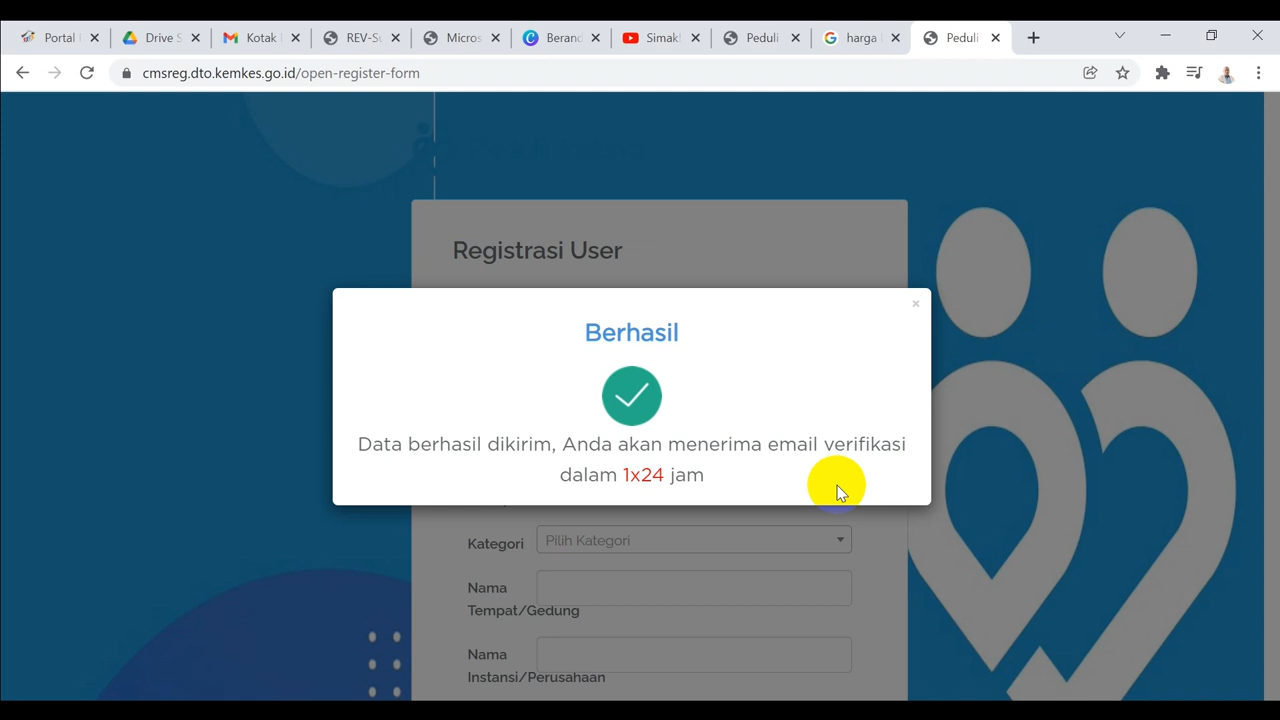 Portal
Drive S
Kotak
REV-Su
Micros
Beranc
Simak!
Peduli
harga
Peduli
cmsreg.dto.kemkes.go.id/open-register-form
Registrasi User
×
Berhasil
Data berhasil dikirim, Anda akan menerima email verifikasi
dalam 1x24 jam
Kategori
Pilih Kategori
Nama
Tempat/Gedung
Nama
Instansi/Perusahaan